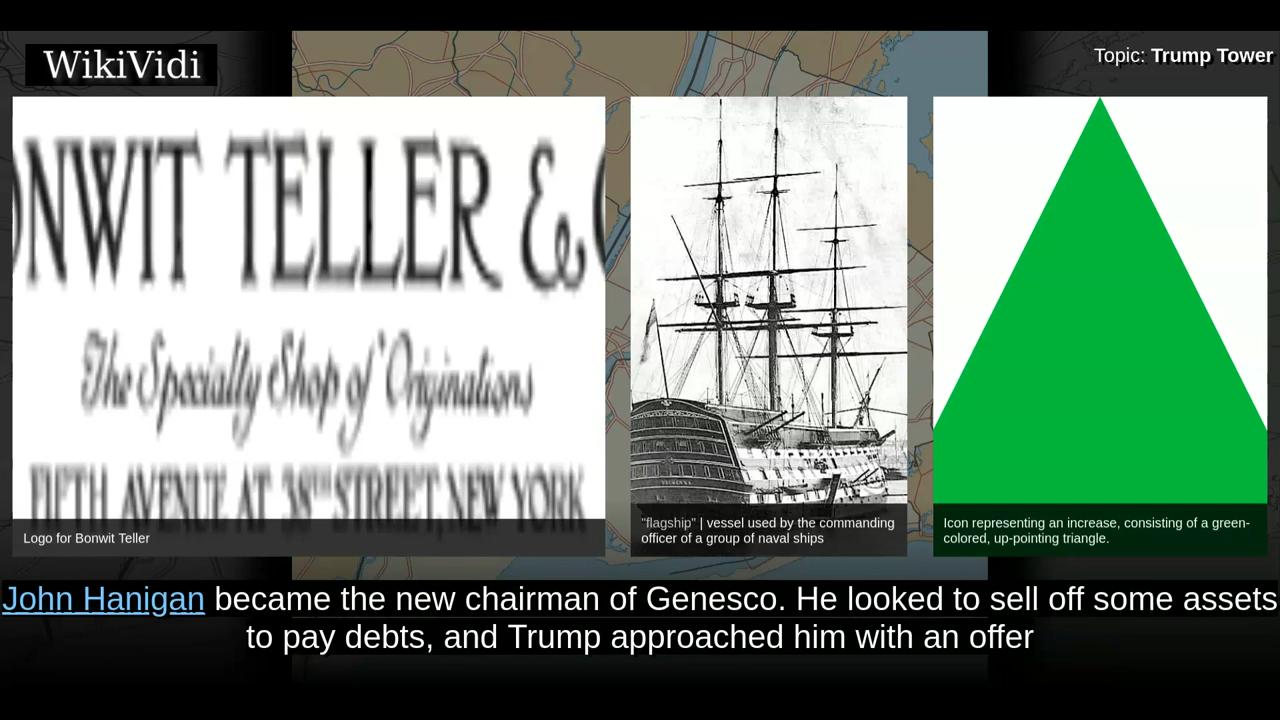 WikiVidi
Topic: Trump Tower
ONWIT TELLER &
The Specialty Shop of Originations
FIFTH AVENUE AT 38TH STREET NEW YORK
Logo for Bonwit Teller
"flagship" | vessel used by the commanding
officer of a group of naval ships
Icon representing an increase, consisting of a green-
colored, up-pointing triangle.
John Hanigan became the new chairman of Genesco. He looked to sell off some assets
to pay debts, and Trump approached him with an offer